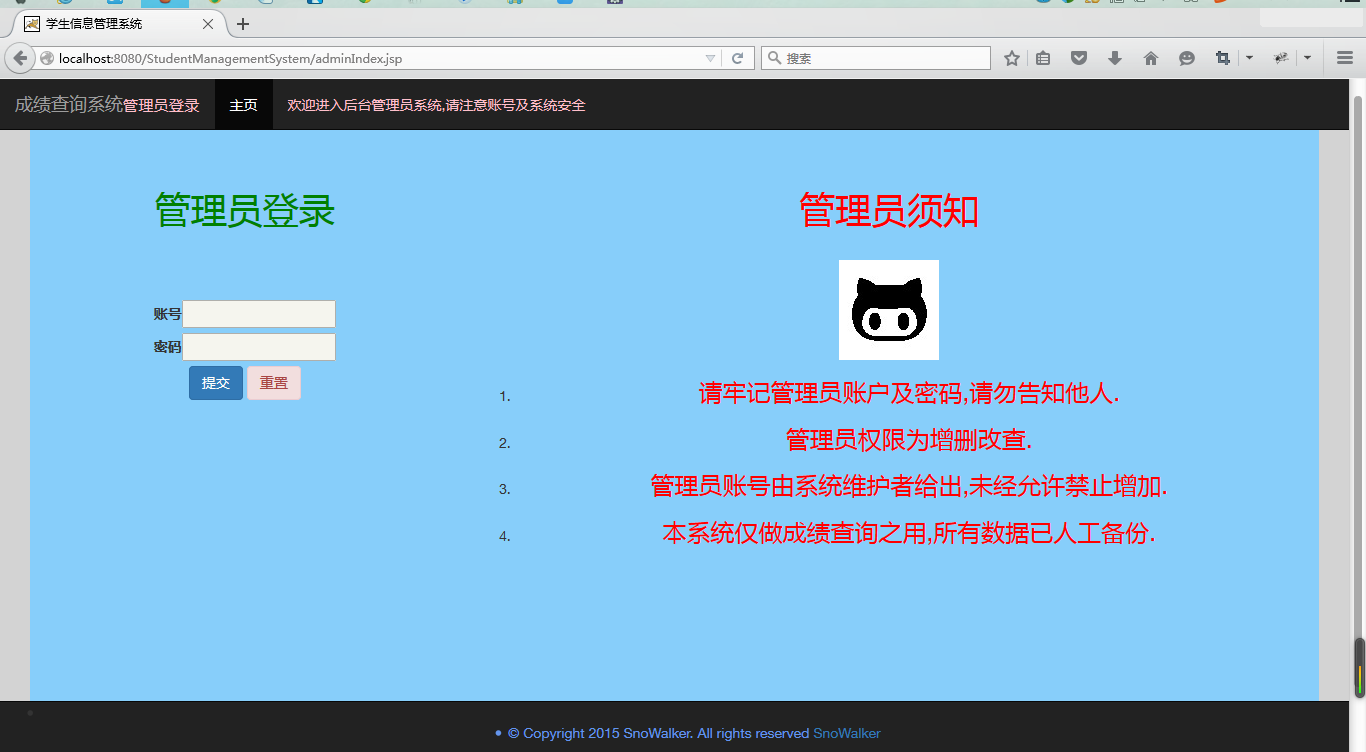 学生信息管理系统
localhost:8080/StudentManagementSystem/adminIndex.jsp
搜索
成绩查询系统管理员登录 主页 欢迎进入后台管理员系统,请注意账号及系统安全
管理员登录
账号
密码
提交 重置
管理员须知
1. 请牢记管理员账户及密码,请勿告知他人.
2. 管理员权限为增删改查.
3. 管理员账号由系统维护者给出,未经允许禁止增加.
4. 本系统仅做成绩查询之用,所有数据已人工备份.
• © Copyright 2015 SnoWalker. All rights reserved SnoWalker